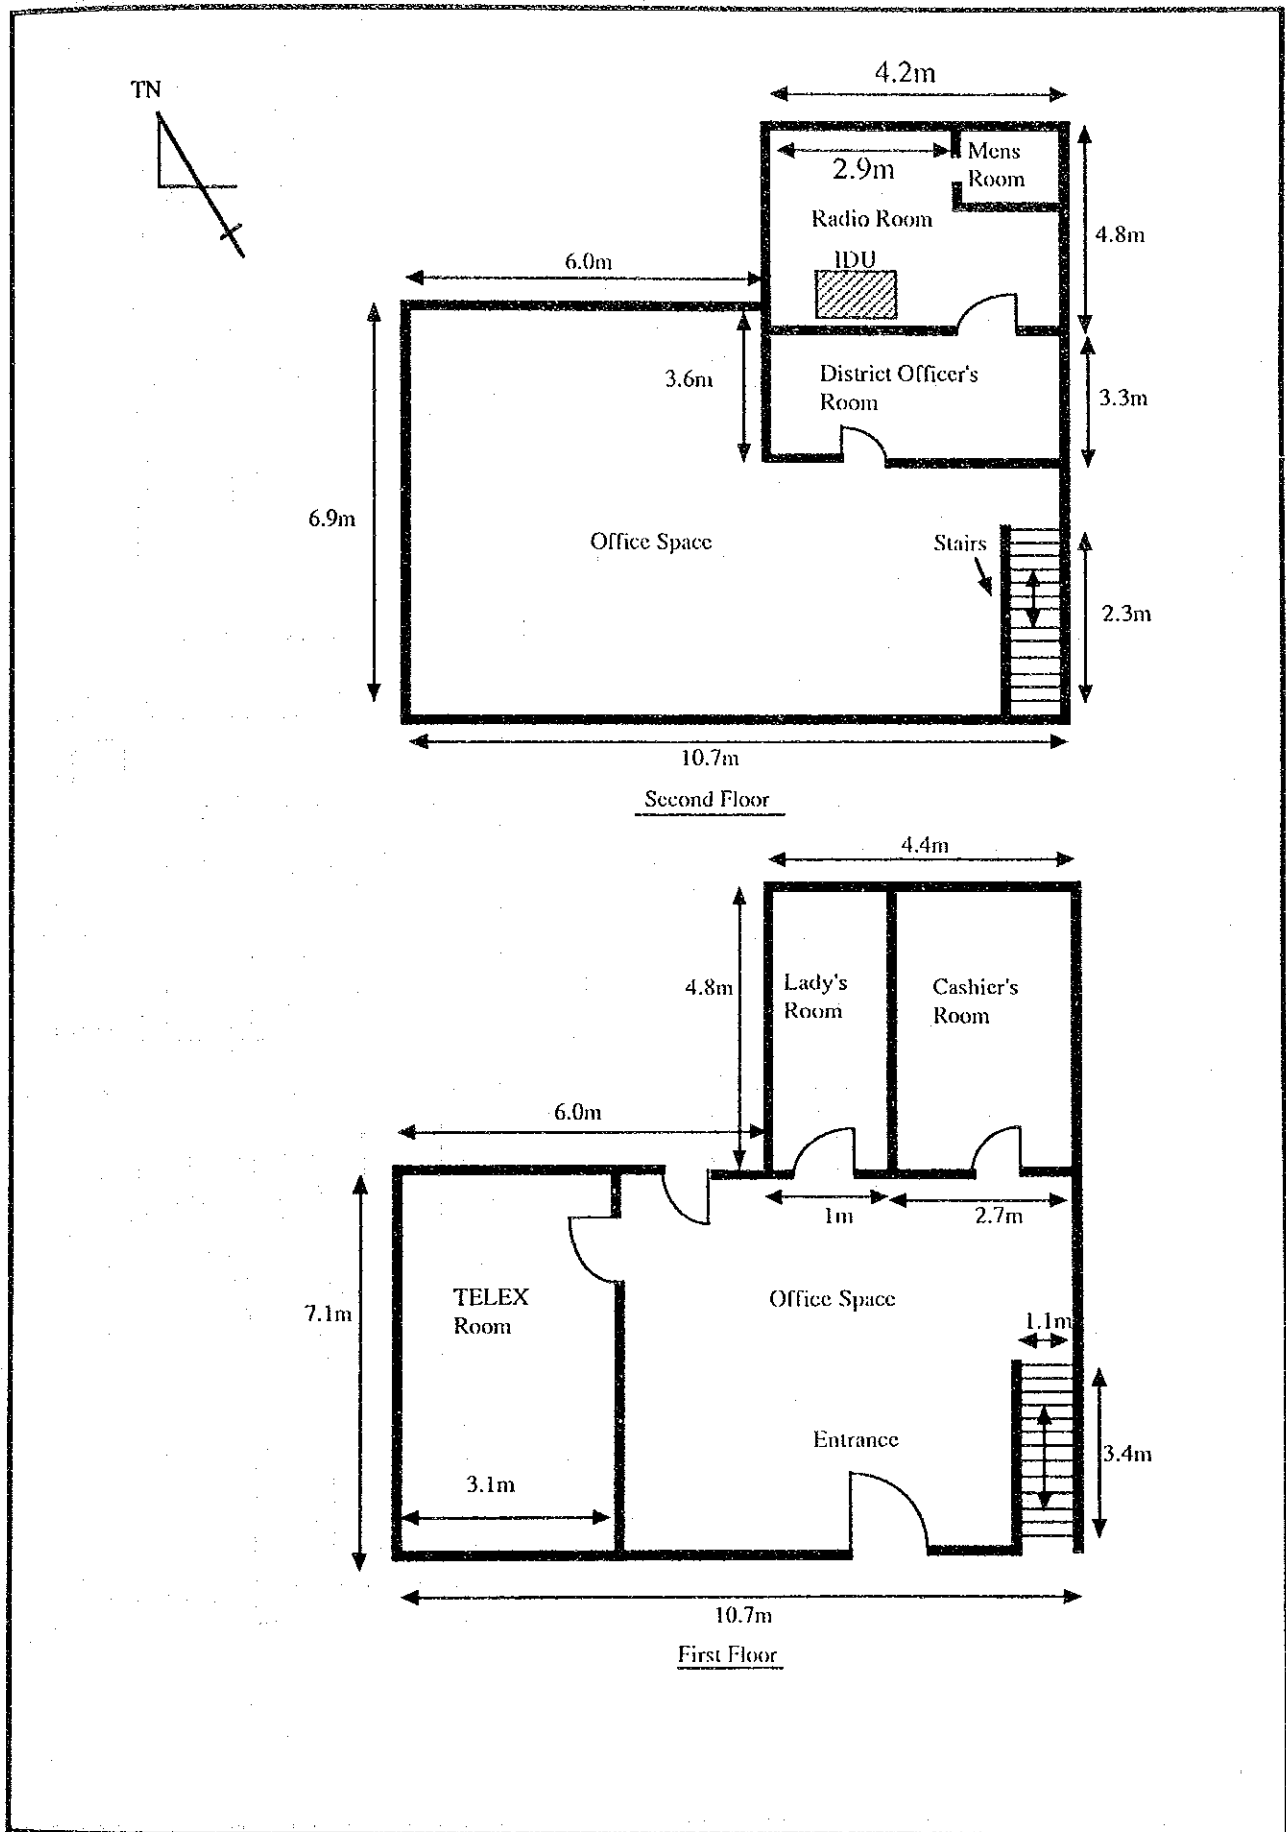 TN
4.2m
2.9m
Mens
Room
Radio Room
4.8m
IDU
6.0m
3.6m
District Officer's
Room
3.3m
6.9m
Office Space
Stairs
2.3m
10.7m
Second Floor
4.4m
4.8m
Lady's
Room
Cashier's
Room
6.0m
1m
2.7m
7.1m
TELEX
Room
Office Space
1.1m
Entrance
3.4m
3.1m
10.7m
First Floor